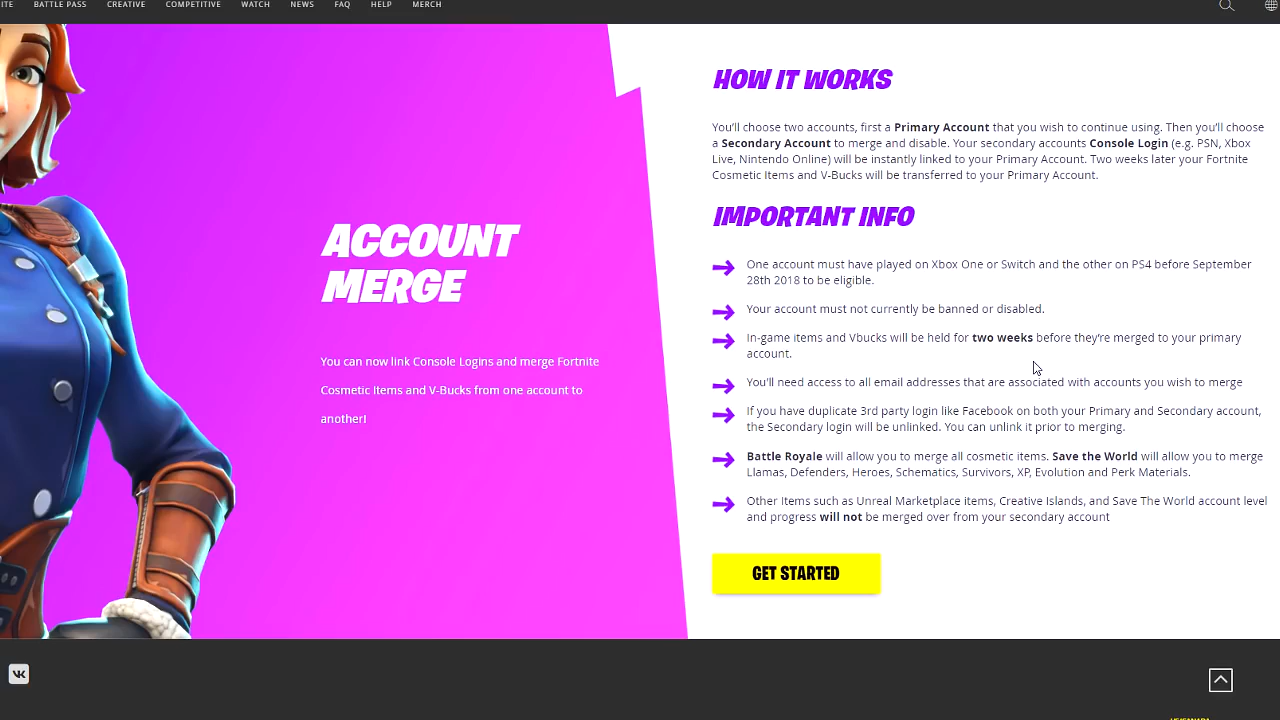 ITE BATTLE PASS CREATIVE COMPETITIVE WATCH NEWS FAQ HELP MERCH
ACCOUNT
MERGE
You can now link Console Logins and merge Fortnite
Cosmetic Items and V-Bucks from one account to
another!
HOW IT WORKS
You'll choose two accounts, first a Primary Account that you wish to continue using. Then you'll choose
a Secondary Account to merge and disable. Your secondary accounts Console Login (e.g. PSN, Xbox
Live, Nintendo Online) will be instantly linked to your Primary Account. Two weeks later your Fortnite
Cosmetic Items and V-Bucks will be transferred to your Primary Account.
IMPORTANT INFO
One account must have played on Xbox One or Switch and the other on PS4 before September
28th 2018 to be eligible.
Your account must not currently be banned or disabled.
In-game items and Vbucks will be held for two weeks before they're merged to your primary
account.
You'll need access to all email addresses that are associated with accounts you wish to merge
If you have duplicate 3rd party login like Facebook on both your Primary and Secondary account,
the Secondary login will be unlinked. You can unlink it prior to merging.
Battle Royale will allow you to merge all cosmetic items. Save the World will allow you to merge
Llamas, Defenders, Heroes, Schematics, Survivors, XP, Evolution and Perk Materials.
Other Items such as Unreal Marketplace items, Creative Islands, and Save The World account level
and progress will not be merged over from your secondary account
GET STARTED